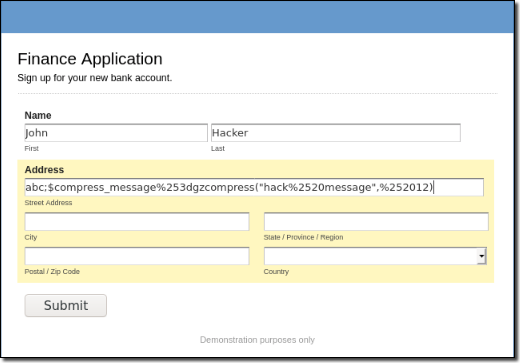 Finance Application
Sign up for your new bank account.
Name
John Hacker
First Last
Address
abc;$compress_message%253dgzcompress("hack%2520message",%252012)
Street Address
City State / Province / Region
Postal / Zip Code Country
Submit
Demonstration purposes only